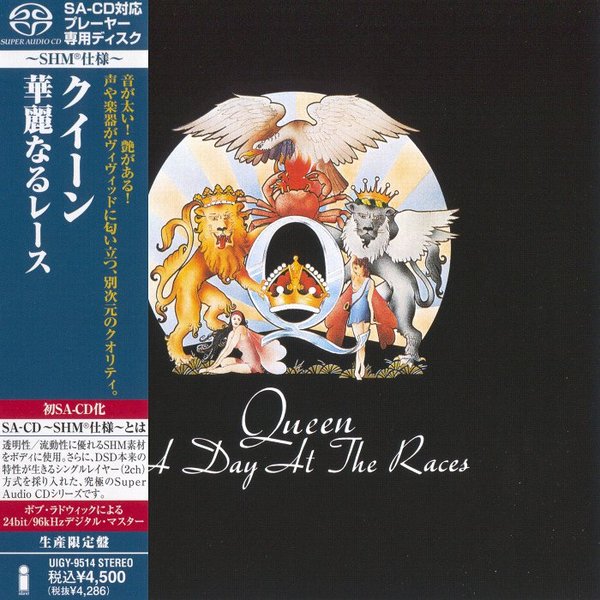 SUPER AUDIO CD
SA-CD対応
プレーヤー
専用ディスク
～SHM®仕様～
クイーン
華麗なるレース
音が太い！艶がある！
声や楽器がヴィヴィッドに匂い立つ、別次元のクオリティ。
初SA-CD化
SA-CD～SHM®仕様～とは
透明性／流動性に優れるSHM素材
をボディに使用。さらに、DSD本来の
特性が生きるシングルレイヤー(2ch)
方式を採り入れた、究極のSuper
Audio CDシリーズです。
ボブ・ラドウィックによる
24bit/96kHzデジタル・マスター
生産限定盤
UIGY-9514 STEREO
税込¥4,500
(税抜¥4,286)
Queen
A Day At The Races